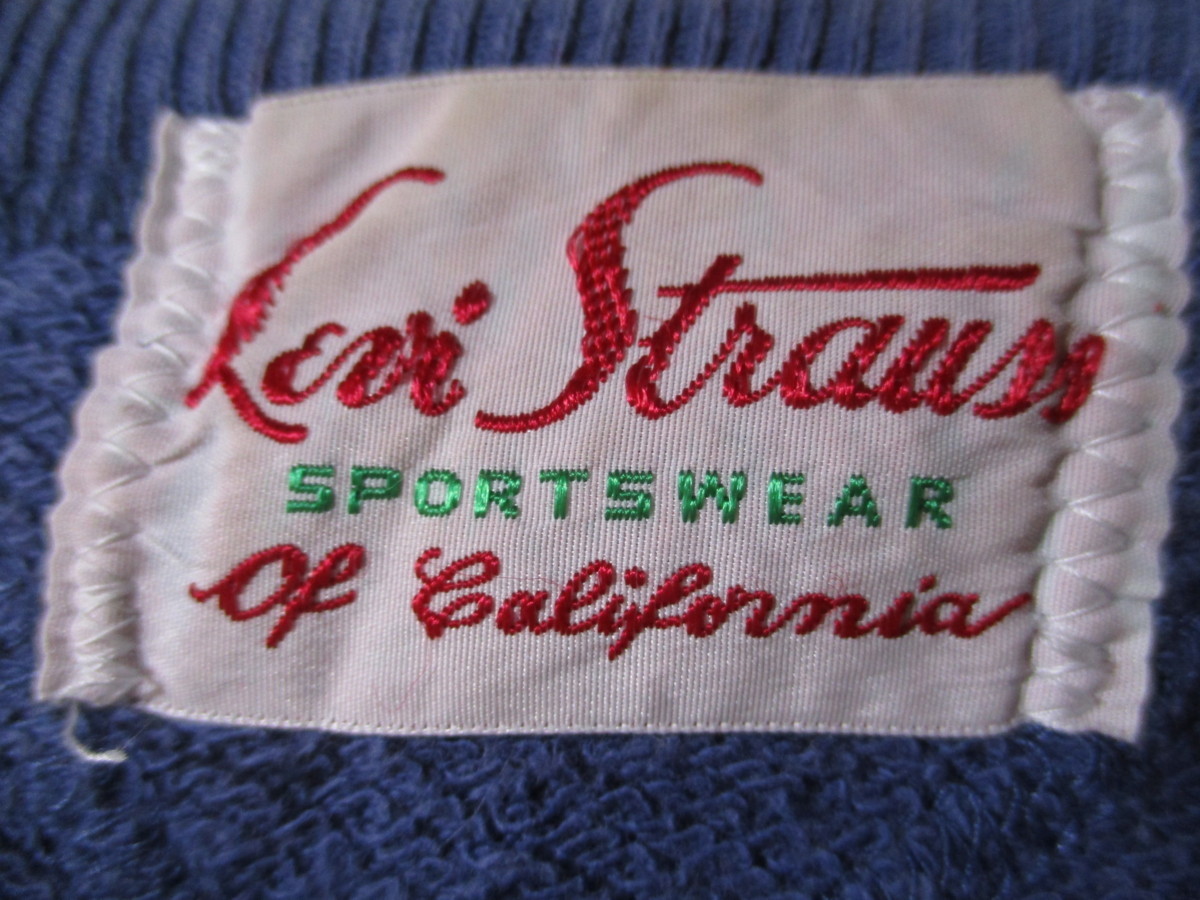 Levi Strauss
SPORTSWEAR
Of California